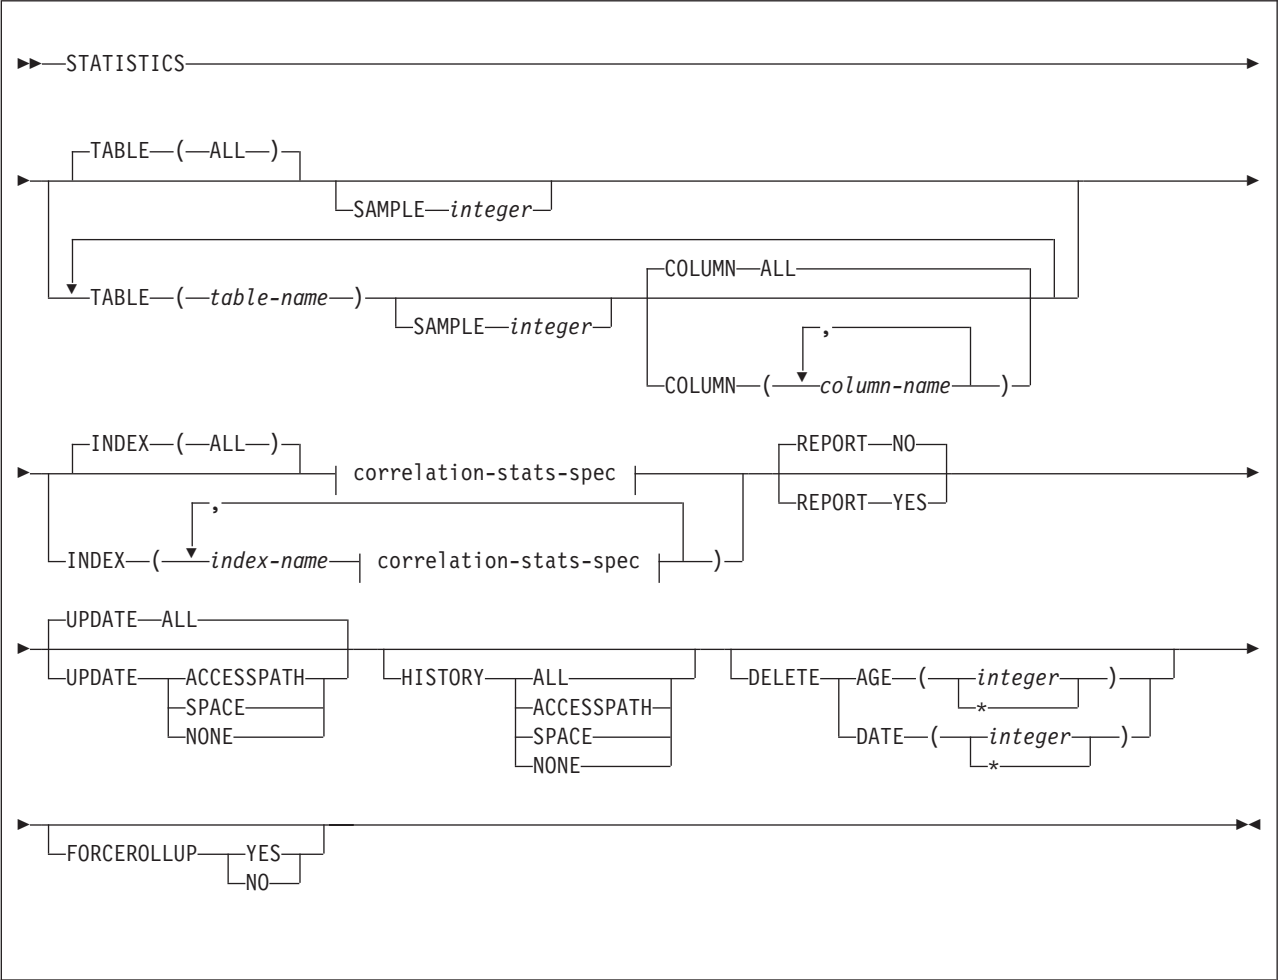 STATISTICS
TABLE ( ALL )
SAMPLE integer
COLUMN ALL
TABLE ( table-name )
SAMPLE integer
,
COLUMN ( column-name )
INDEX ( ALL )
correlation-stats-spec
REPORT NO
REPORT YES
,
INDEX ( index-name correlation-stats-spec )
UPDATE ALL
UPDATE ACCESSPATH
SPACE
NONE
HISTORY ALL
ACCESSPATH
SPACE
NONE
DELETE AGE ( integer )
*
DATE ( integer )
*
FORCEROLLUP YES
NO